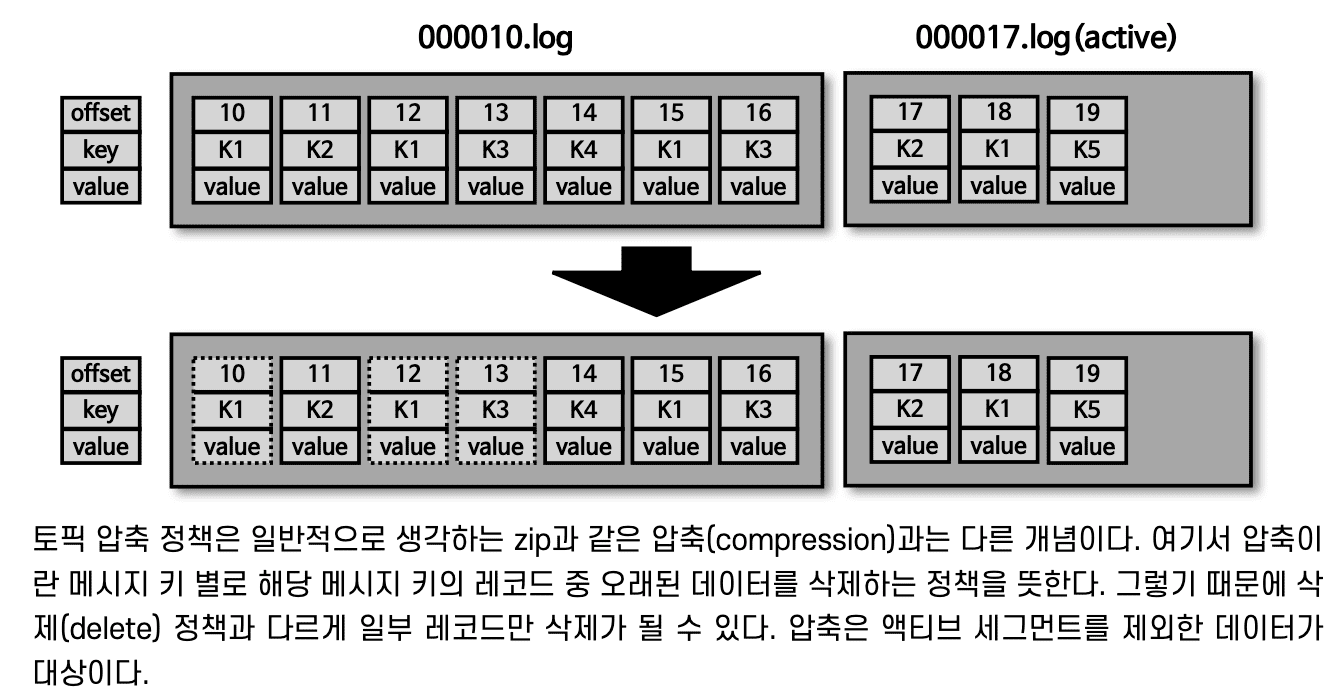 000010.log 000017.log(active)
offset 10 11 12 13 14 15 16 17 18 19
key K1 K2 K1 K3 K4 K1 K3 K2 K1 K5
value value value value value value value value value value value
offset 10 11 12 13 14 15 16 17 18 19
key K1 K2 K1 K3 K4 K1 K3 K2 K1 K5
value value value value value value value value value value value
토픽 압축 정책은 일반적으로 생각하는 zip과 같은 압축(compression)과는 다른 개념이다. 여기서 압축이
란 메시지 키 별로 해당 메시지 키의 레코드 중 오래된 데이터를 삭제하는 정책을 뜻한다. 그렇기 때문에 삭
제(delete) 정책과 다르게 일부 레코드만 삭제가 될 수 있다. 압축은 액티브 세그먼트를 제외한 데이터가
대상이다.